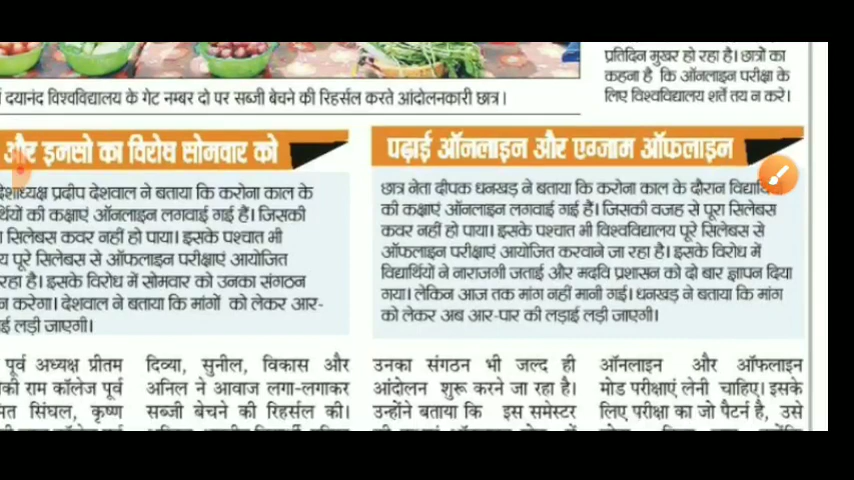 प्रतिदिन मुखर हो रहा है। छात्रों का
कहना है कि ऑनलाइन परीक्षा के
लिए विश्वविद्यालय शर्ते तय न करे।
दयानंद विश्वविद्यालय के गेट नम्बर दो पर सब्जी बेचने की रिहर्सल करते आंदोलनकारी छात्र।
और इनसो का विरोध सोमवार को
प्रदीप देशवाल ने बताया कि करोना काल के
की कक्षाएं ऑनलाइन लगवाई गई हैं। जिसकी
सिलेबस कवर नहीं हो पाया। इसके पश्चात भी
पूरे सिलेबस से ऑफलाइन परीक्षाएं आयोजित
रहा है। इसके विरोध में सोमवार को उनका संगठन
करेगा। देशवाल ने बताया कि मांगों को लेकर आर-
लड़ी जाएगी।
पढ़ाई ऑनलाइन और एग्जाम ऑफलाइन
छात्र नेता दीपक धनखड़ ने बताया कि करोना काल के दौरान
की कक्षाएं ऑनलाइन लगवाई गई हैं। जिसकी वजह से पूरा सिलेबस
कवर नहीं हो पाया। इसके पश्चात भी विश्वविद्यालय पूरे सिलेबस से
ऑफलाइन परीक्षाएं आयोजित करवाने जा रहा है। इसके विरोध में
विद्यार्थियों ने नाराजगी जताई और मदवि प्रशासन को दो बार ज्ञापन दिया
गया। लेकिन आज तक मांग नहीं मानी गई। धनखड़ ने बताया कि मांग
को लेकर अब आर-पार की लड़ाई लड़ी जाएगी।
पूर्व अध्यक्ष प्रीतम
राम कॉलेज पूर्व
सिंघल, कृष्ण
दिव्या, सुनील, विकास और
अनिल ने आवाज लगा-लगाकर
सब्जी बेचने की रिहर्सल की।
उनका संगठन भी जल्द ही
आंदोलन शुरू करने जा रहा है।
उन्होंने बताया कि इस समेस्टर
ऑनलाइन और ऑफलाइन
मोड परीक्षाएं लेनी चाहिए। इसके
लिए परीक्षा का जो पैटर्न है, उसे